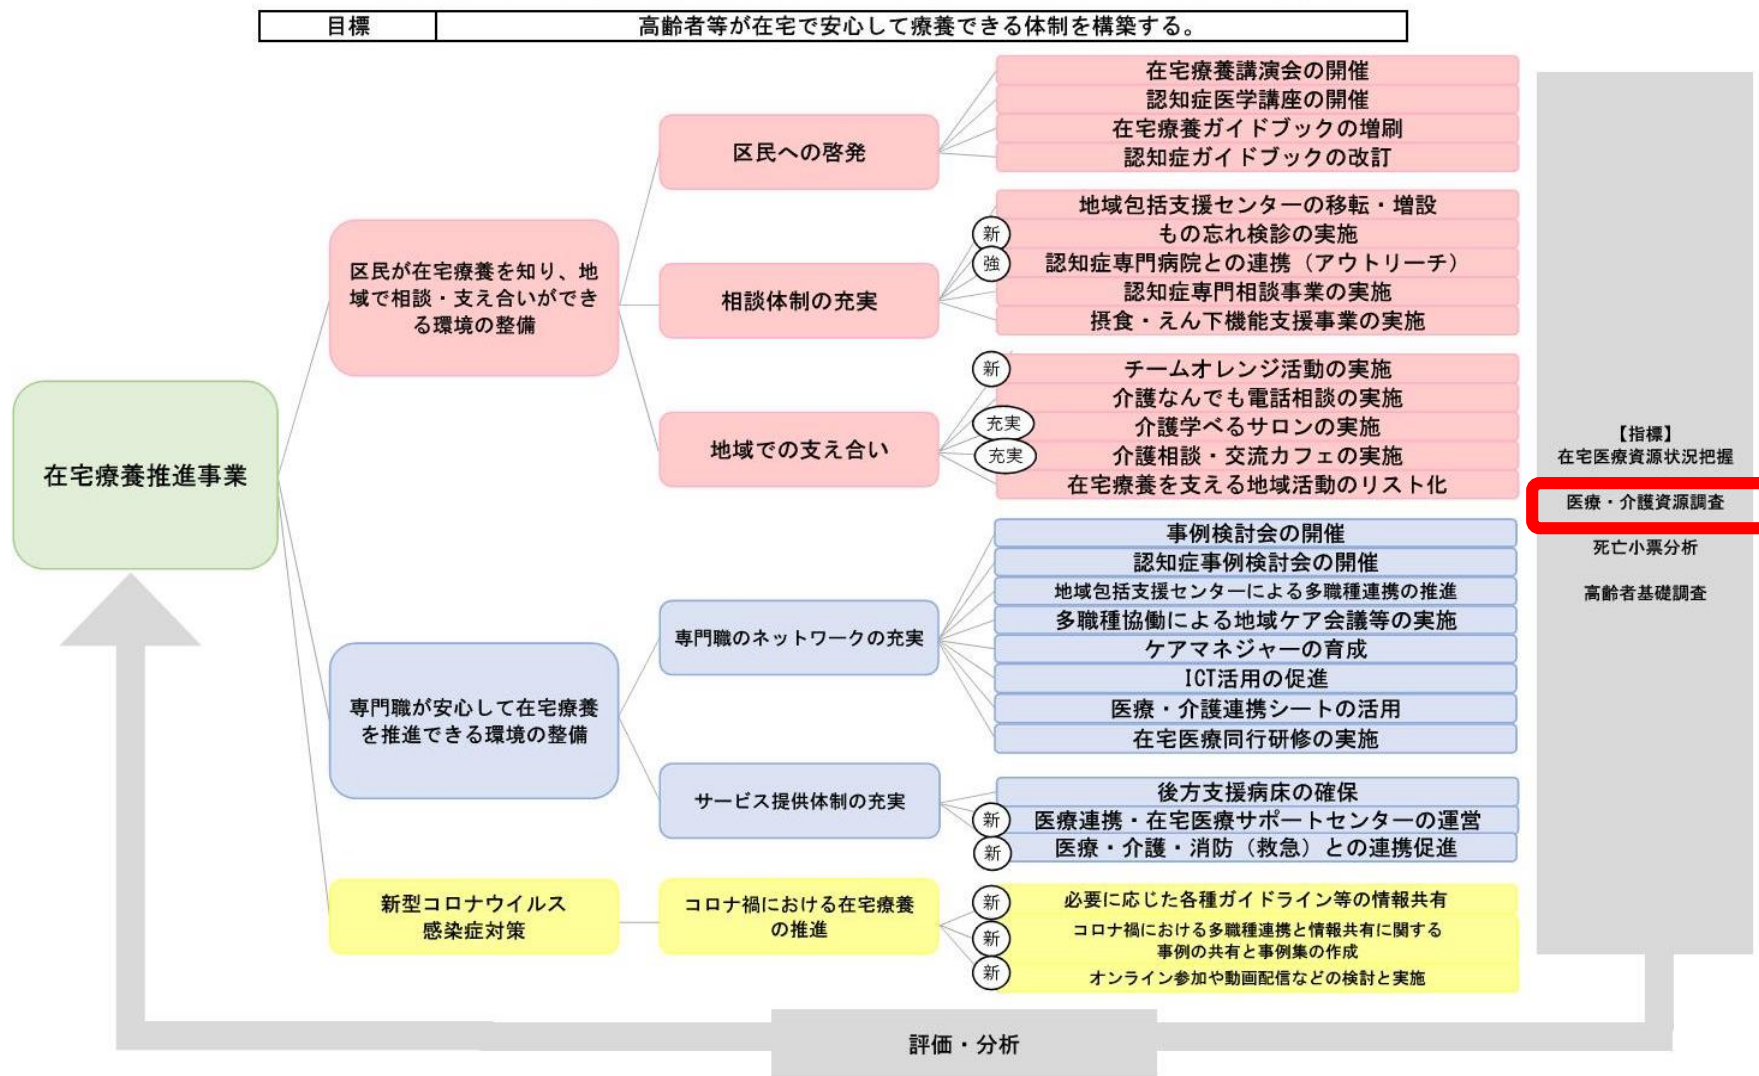 目標
高齢者等が在宅で安心して療養できる体制を構築する。
在宅療養推進事業
区民が在宅療養を知り、地
域で相談・支え合いができ
る環境の整備
区民への啓発
在宅療養講演会の開催
認知症医学講座の開催
在宅療養ガイドブックの増刷
認知症ガイドブックの改訂
相談体制の充実
地域包括支援センターの移転・増設
新
もの忘れ検診の実施
強
認知症専門病院との連携（アウトリーチ）
認知症専門相談事業の実施
摂食・えん下機能支援事業の実施
地域での支え合い
新
チームオレンジ活動の実施
介護なんでも電話相談の実施
充実
介護学べるサロンの実施
充実
介護相談・交流カフェの実施
在宅療養を支える地域活動のリスト化
専門職が安心して在宅療養
を推進できる環境の整備
専門職のネットワークの充実
事例検討会の開催
認知症事例検討会の開催
地域包括支援センターによる多職種連携の推進
多職種協働による地域ケア会議等の実施
ケアマネジャーの育成
ICT活用の促進
医療・介護連携シートの活用
在宅医療同行研修の実施
サービス提供体制の充実
後方支援病床の確保
新
医療連携・在宅医療サポートセンターの運営
新
医療・介護・消防（救急）との連携促進
新型コロナウイルス
感染症対策
コロナ禍における在宅療養
の推進
新
必要に応じた各種ガイドライン等の情報共有
新
コロナ禍における多職種連携と情報共有に関する
事例の共有と事例集の作成
新
オンライン参加や動画配信などの検討と実施
【指標】
在宅医療資源状況把握
医療・介護資源調査
死亡小票分析
高齢者基礎調査
評価・分析